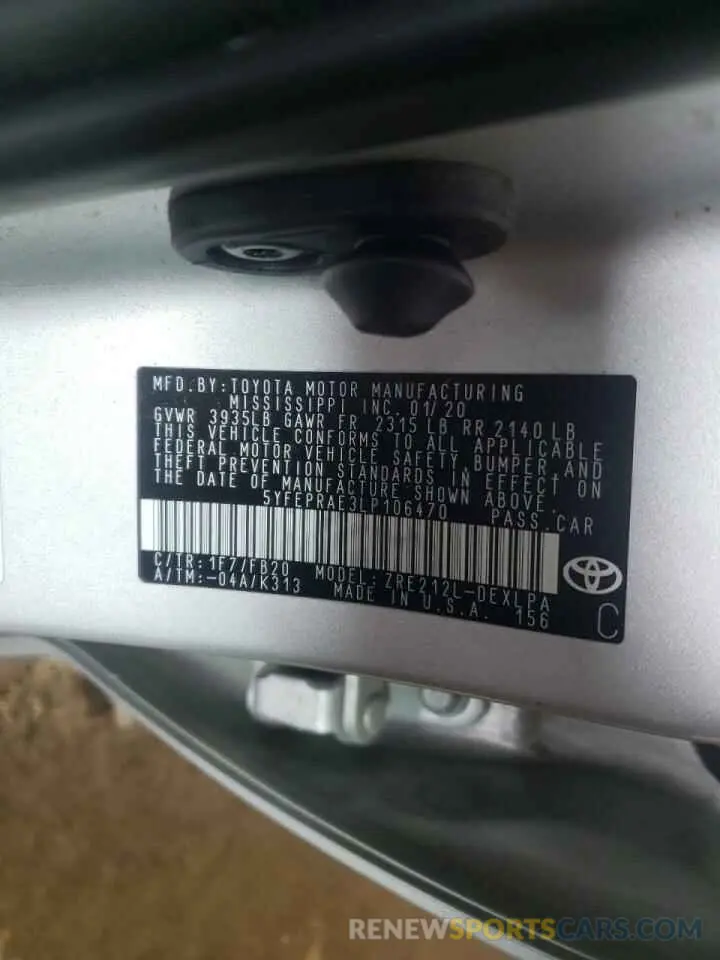 MFD. BY: TOYOTA MOTOR MANUFACTURING
MISSISSIPPI INC. 01/20
GVWR 3935LB GAWR FR 2315 LB RR 2140 LB
THIS VEHICLE CONFORMS TO ALL APPLICABLE
FEDERAL MOTOR VEHICLE SAFETY, BUMPER, AND
THEFT PREVENTION STANDARDS IN EFFECT ON
THE DATE OF MANUFACTURE SHOWN ABOVE.
5YFEPRAE3LP106470 PASS. CAR
C/TR: 1F7/FB20 MODEL: ZRE212L-DEXLPA
A/TM:-04A/K313 MADE IN U.S.A. 156
C
RENEWSPORTSCARS.COM